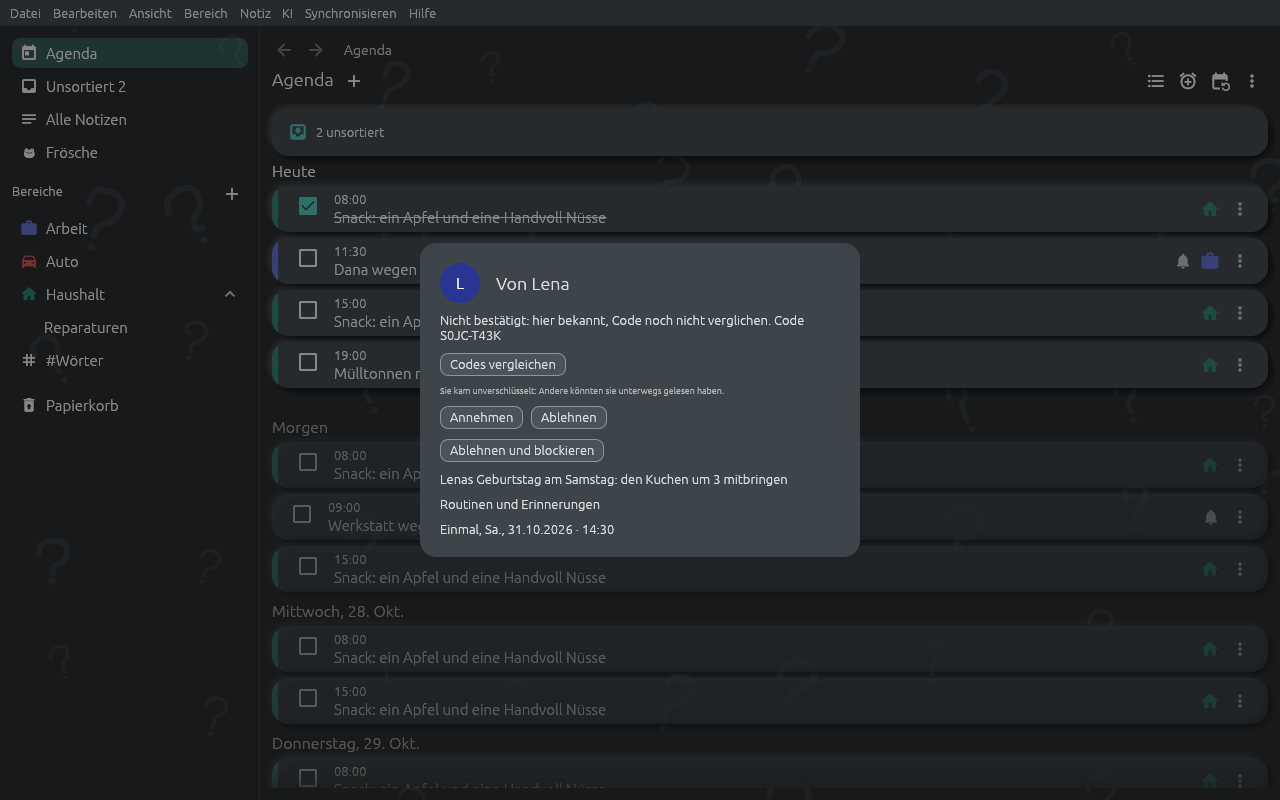 Datei Bearbeiten Ansicht Bereich Notiz KI Synchronisieren Hilfe
Agenda
Unsortiert 2
Alle Notizen
Frösche
Bereiche
Arbeit
Auto
Haushalt
Reparaturen
#Wörter
Papierkorb
Agenda
Agenda
2 unsortiert
Heute
08:00
Snack: ein Apfel und eine Handvoll Nüsse
11:30
Dana wegen
15:00
Snack: ein Ap
19:00
Mülltonnen
Von Lena
L
Nicht bestätigt: hier bekannt, Code noch nicht verglichen. Code
S0JC-T43K
Codes vergleichen
Sie kam unverschlüsselt: Andere könnten sie unterwegs gelesen haben.
Annehmen Ablehnen
Ablehnen und blockieren
Lenas Geburtstag am Samstag: den Kuchen um 3 mitbringen
Routinen und Erinnerungen
Einmal, Sa., 31.10.2026 · 14:30
Morgen
08:00
Snack: ein Ap
09:00
Werkstatt we
15:00
Snack: ein Apfel und eine Handvoll Nüsse
Mittwoch, 28. Okt.
08:00
Snack: ein Apfel und eine Handvoll Nüsse
15:00
Snack: ein Apfel und eine Handvoll Nüsse
Donnerstag, 29. Okt.
08:00
Snack: ein Apfel und eine Handvoll Nüsse